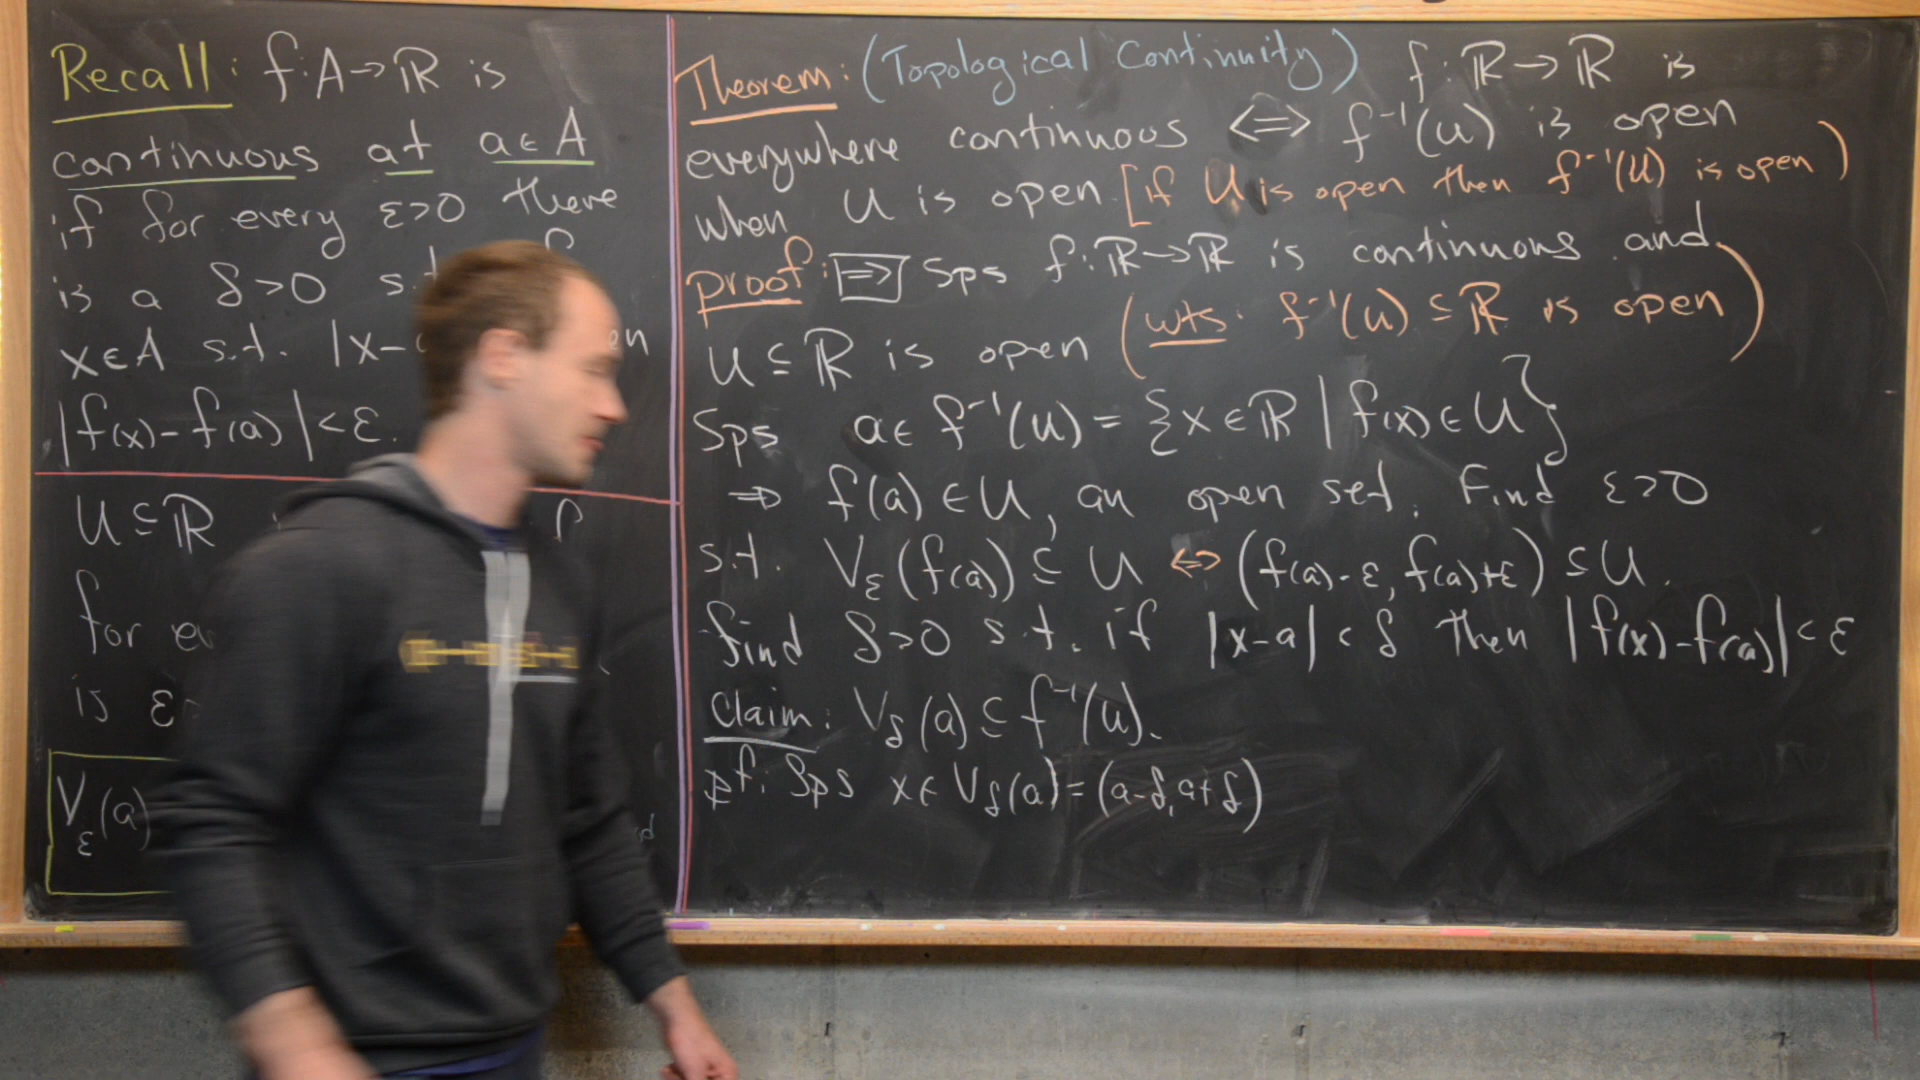 Recall: f:A→ℝ is
continuous at a∈A
if for every ε>0 there
is a δ>0 s.t.
x∈A s.t. |x-
|f(x)-f(a)|<ε.
U⊆ℝ
for
is ε
V_ε(a)
Theorem: (Topological Continuity) f:ℝ→ℝ is
everywhere continuous ⇔ f⁻¹(U) is open
when U is open. [if U is open then f⁻¹(U) is open)
proof: ⇒ Sps f:ℝ→ℝ is continuous and
U⊆ℝ is open (wts: f⁻¹(U)⊆ℝ is open)
Sps a∈f⁻¹(U)={x∈ℝ|f(x)∈U}
⇒ f(a)∈U, an open set. Find ε>0
s.t. V_ε(f(a))⊆U ⇔ (f(a)-ε, f(a)+ε)⊆U.
find δ>0 s.t. if |x-a|<δ then |f(x)-f(a)|<ε
Claim: V_δ(a)⊆f⁻¹(U).
pf: Sps x∈V_δ(a)=(a-δ,a+δ)